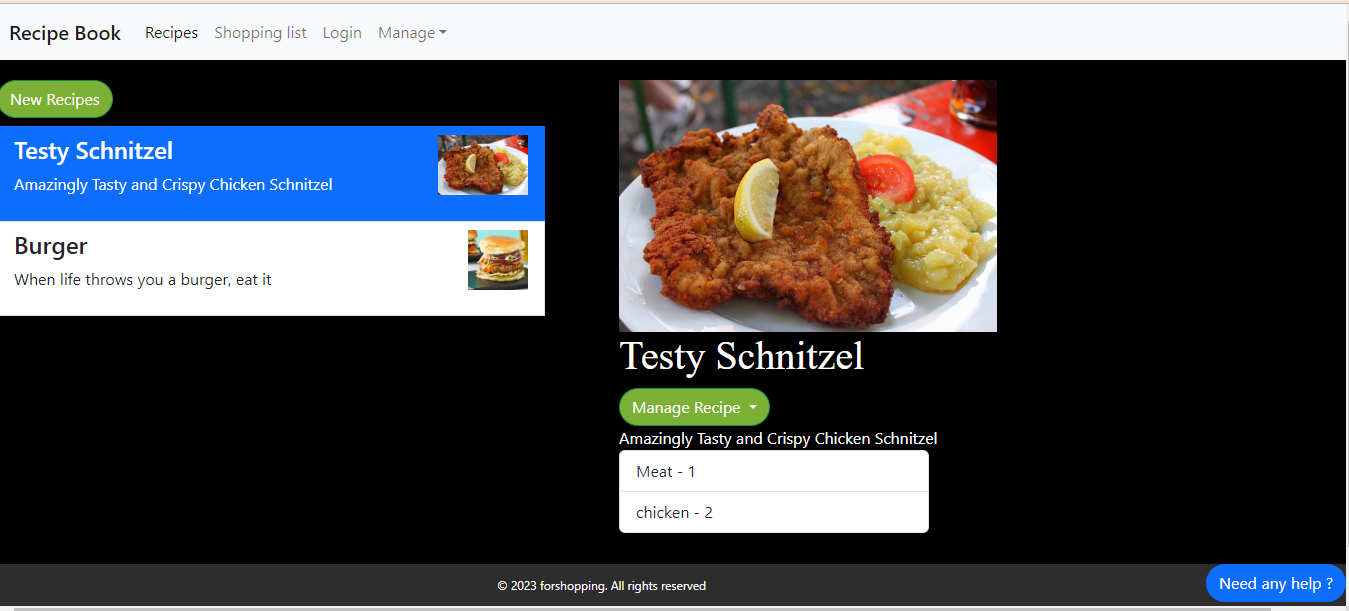 Recipe Book Recipes Shopping list Login Manage
New Recipes
Testy Schnitzel
Amazingly Tasty and Crispy Chicken Schnitzel
Burger
When life throws you a burger, eat it
Testy Schnitzel
Manage Recipe
Amazingly Tasty and Crispy Chicken Schnitzel
Meat - 1
chicken - 2
© 2023 forshopping. All rights reserved
Need any help ?